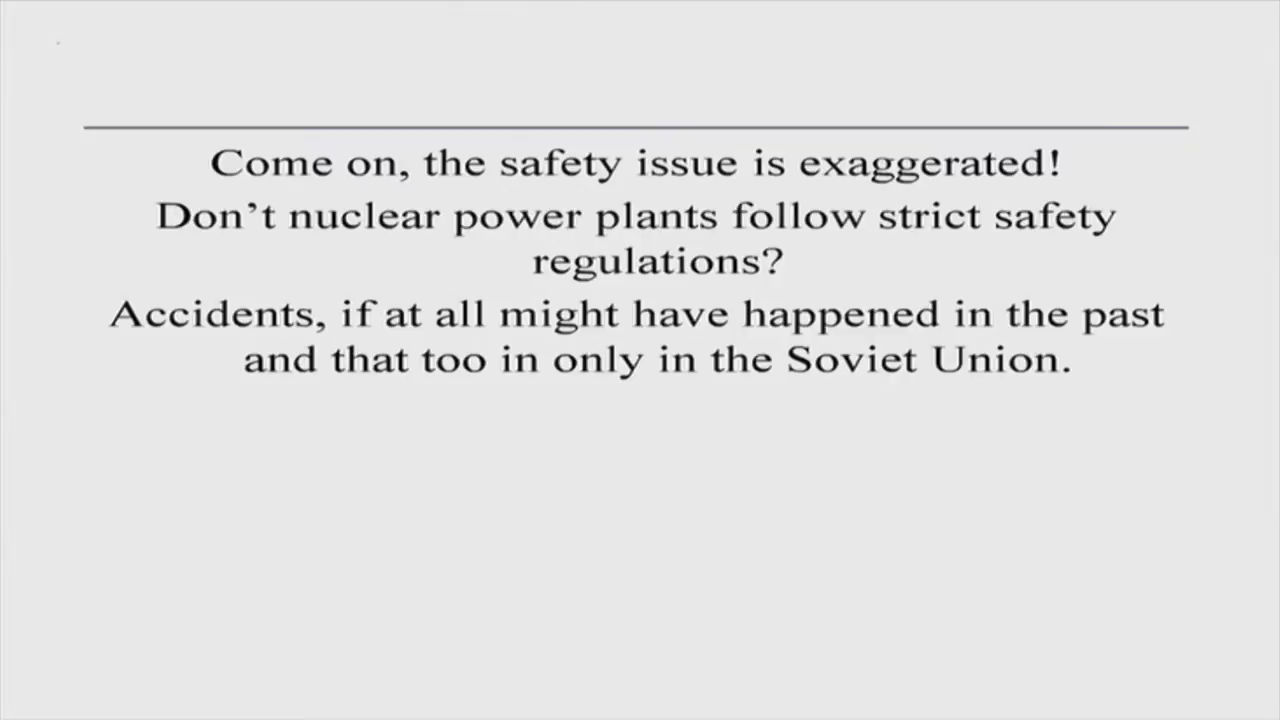 Come on, the safety issue is exaggerated!
Don’t nuclear power plants follow strict safety
regulations?
Accidents, if at all might have happened in the past
and that too in only in the Soviet Union.